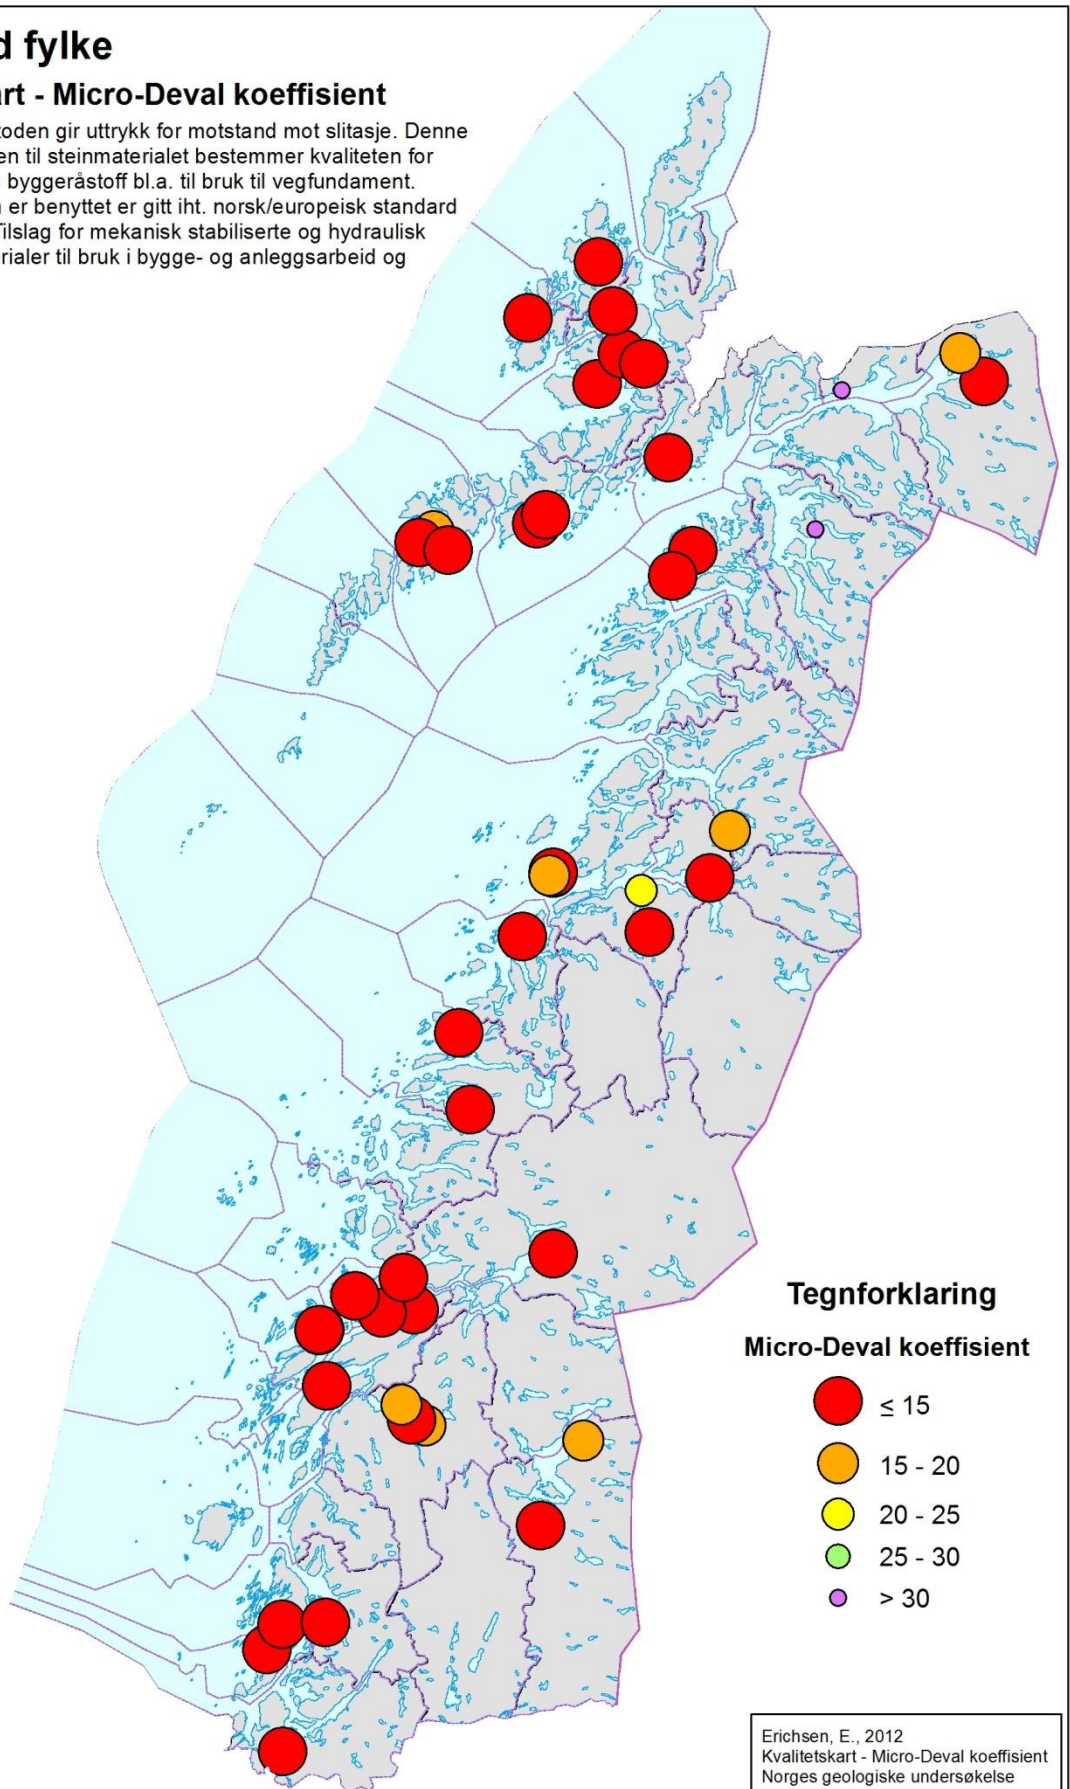 d fylke
rt - Micro-Deval koeffisient
oden gir uttrykk for motstand mot slitasje. Denne
en til steinmaterialet bestemmer kvaliteten for
byggeråstoff bl.a. til bruk til vegfundament.
er benyttet er gitt iht. norsk/europeisk standard
Tilslag for mekanisk stabiliserte og hydraulisk
rialer til bruk i bygge- og anleggsarbeid og
Tegnforklaring
Micro-Deval koeffisient
≤ 15
15 - 20
20 - 25
25 - 30
> 30
Erichsen, E., 2012
Kvalitetskart - Micro-Deval koeffisient
Norges geologiske undersøkelse